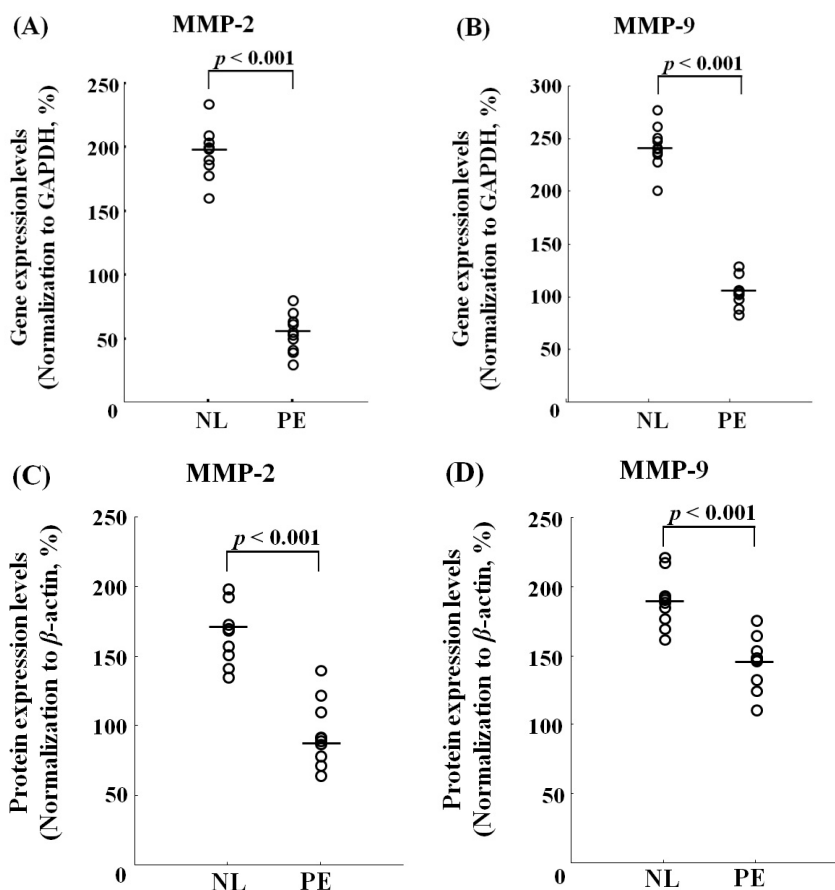 (A)
MMP-2
p < 0.001
Gene expression levels
(Normalization to GAPDH, %)
250
200
150
100
50
0
NL PE
(B)
MMP-9
p < 0.001
Gene expression levels
(Normalization to GAPDH, %)
300
250
200
150
100
50
0
NL PE
(C)
MMP-2
p < 0.001
Protein expression levels
(Normalization to β-actin, %)
250
200
150
100
50
0
NL PE
(D)
MMP-9
p < 0.001
Protein expression levels
(Normalization to β-actin, %)
250
200
150
100
50
0
NL PE